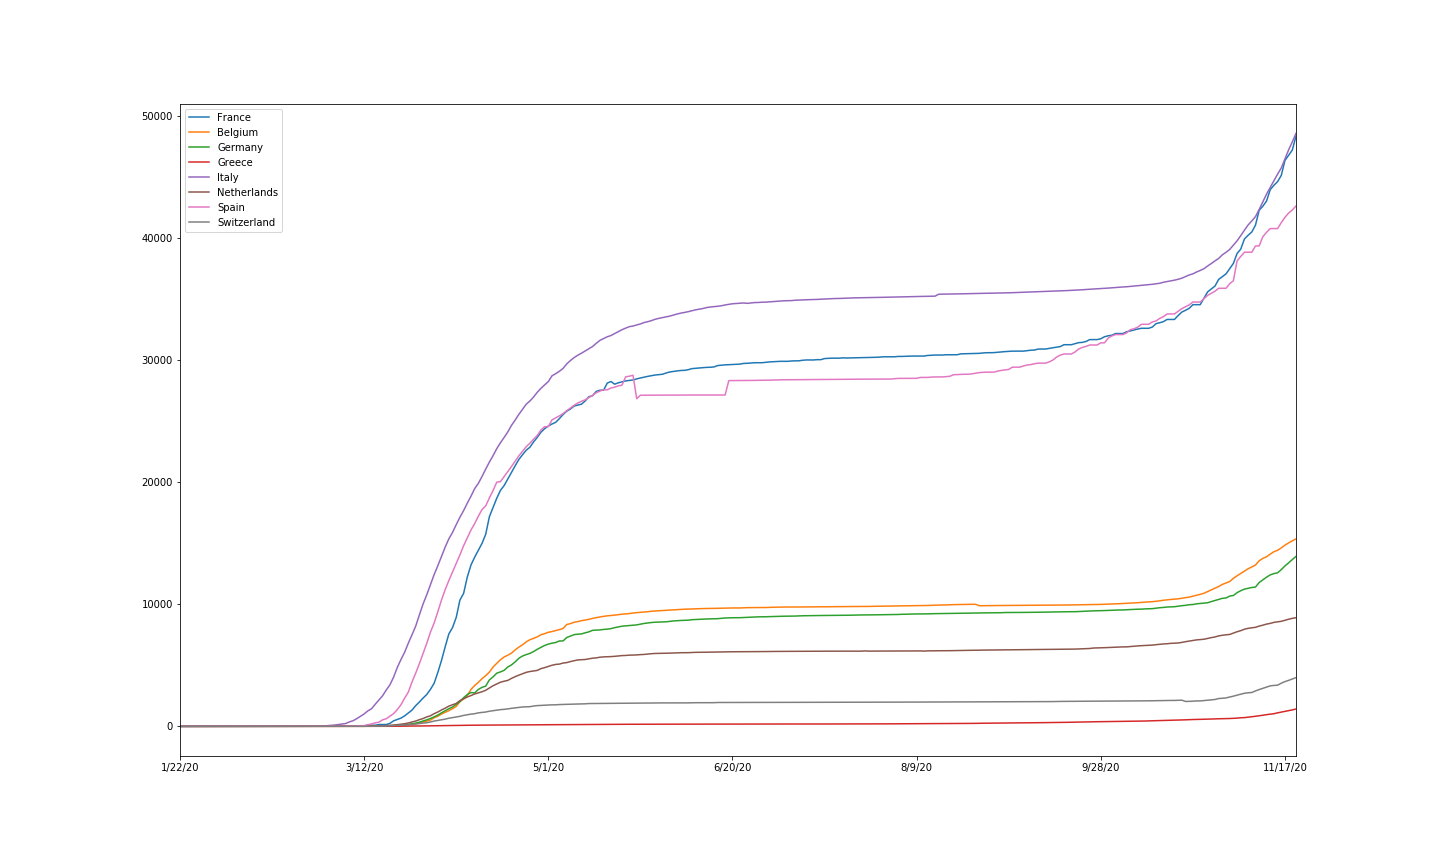 50000
40000
30000
20000
10000
0
France
Belgium
Germany
Greece
Italy
Netherlands
Spain
Switzerland
1/22/20 3/12/20 5/1/20 6/20/20 8/9/20 9/28/20 11/17/20